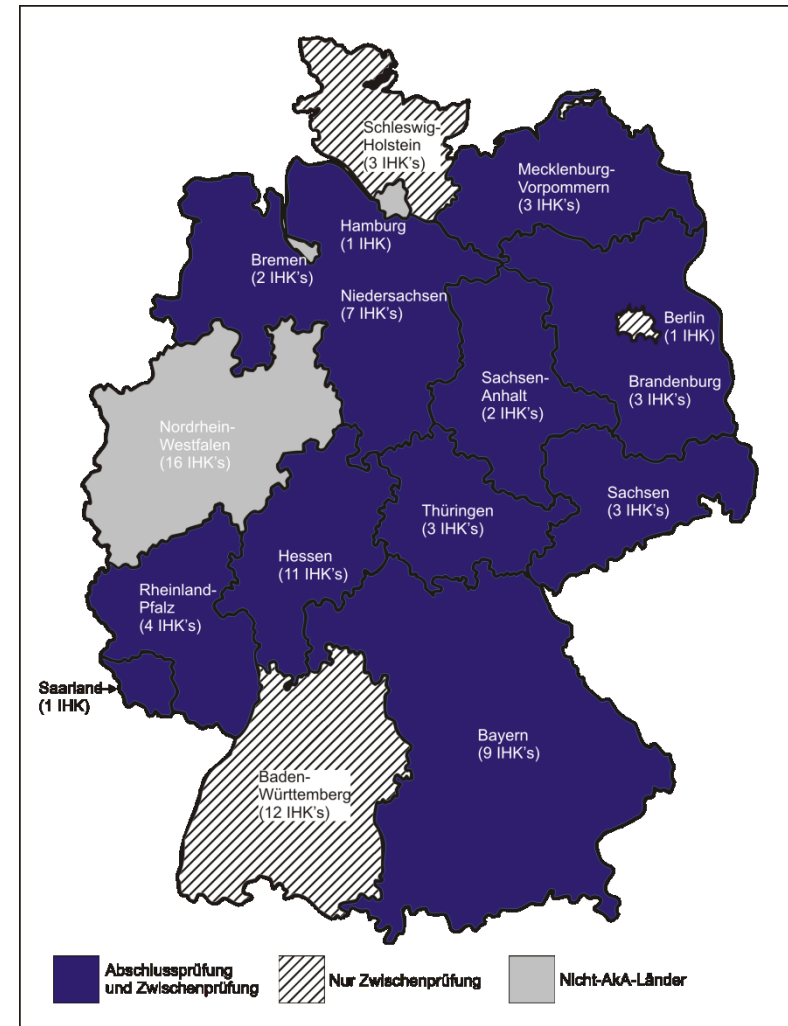 Schleswig-
Holstein
(3 IHK's)
Mecklenburg-
Vorpommern
(3 IHK's)
Hamburg
(1 IHK)
Bremen
(2 IHK's)
Niedersachsen
(7 IHK's)
Berlin
(1 IHK)
Sachsen-
Anhalt
(2 IHK's)
Brandenburg
(3 IHK's)
Nordrhein-
Westfalen
(16 IHK's)
Sachsen
(3 IHK's)
Thüringen
(3 IHK's)
Hessen
(11 IHK's)
Rheinland-
Pfalz
(4 IHK's)
Saarland
(1 IHK)
Bayern
(9 IHK's)
Baden-
Württemberg
(12 IHK's)
Abschlussprüfung
und Zwischenprüfung
Nur Zwischenprüfung
Nicht-AkA-Länder